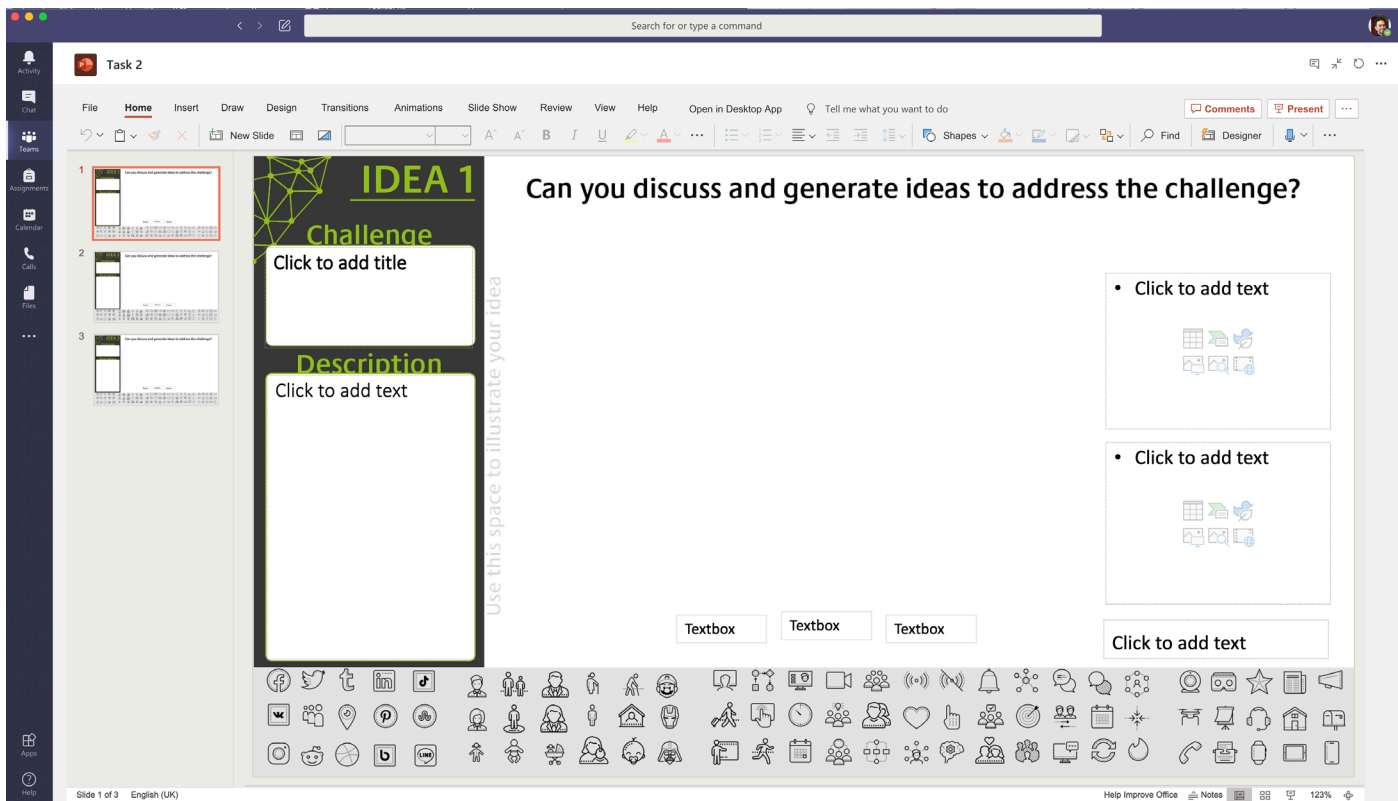 Search for or type a command
Activity
Chat
Teams
Assignments
Calendar
Calls
Files
Apps
Help
Task 2
File Home Insert Draw Design Transitions Animations Slide Show Review View Help Open in Desktop App Tell me what you want to do Comments Present
New Slide B I U A Shapes Find Designer
1
2
3
IDEA 1
Can you discuss and generate ideas to address the challenge?
Challenge
Click to add title
Description
Click to add text
Use this space to illustrate your idea
• Click to add text
• Click to add text
Textbox Textbox Textbox
Click to add text
LINE
Slide 1 of 3 English (UK) Help Improve Office Notes 123%